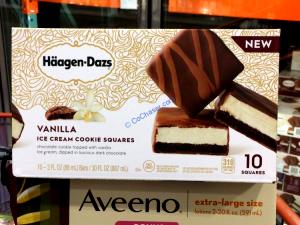 Häagen-Dazs
NEW
© CoChaser.com
VANILLA
ICE CREAM COOKIE SQUARES
chocolate cookie topped with vanilla
ice cream, dipped in luscious dark chocolate
310
10
SQUARES
Aveeno
extra-large size